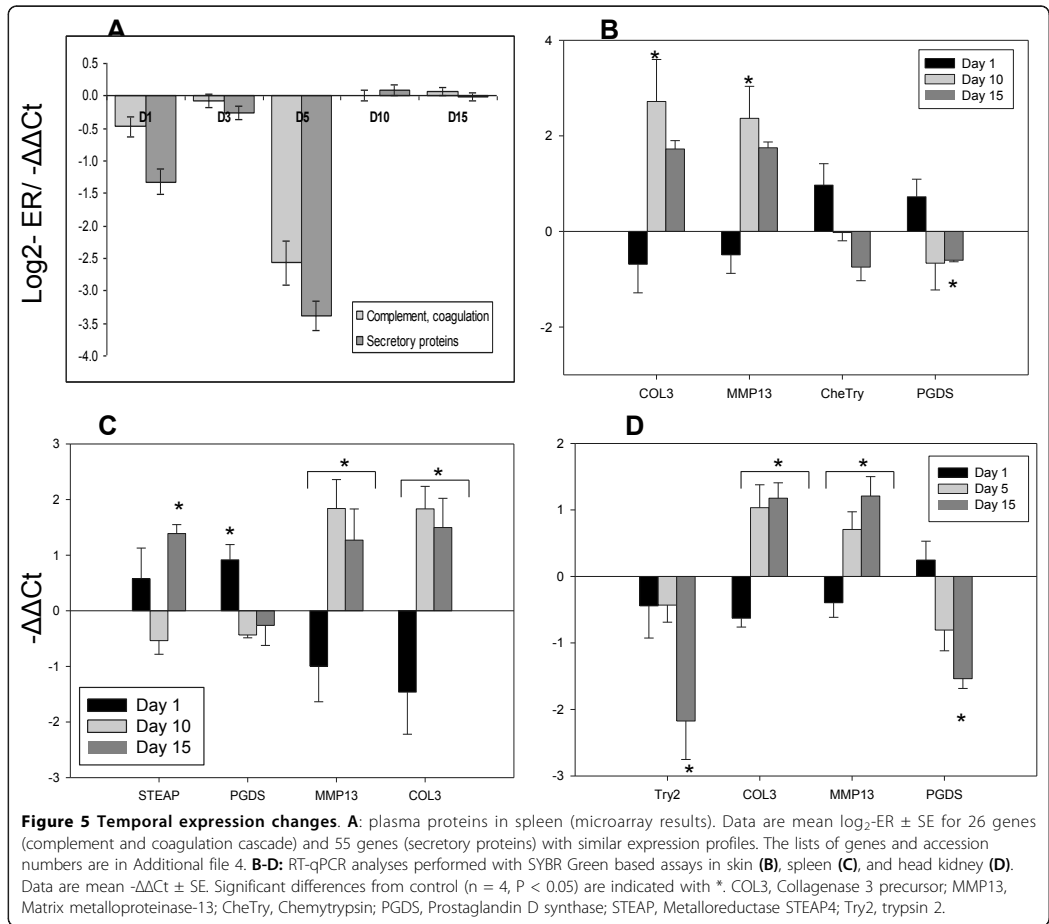 A
0.5
0.0
-0.5
-1.0
-1.5
-2.0
-2.5
-3.0
-3.5
-4.0
D1
D3
D5
D10
D15
Complement, coagulation
Secretory proteins
Log2- ER/ -ΔΔCt
B
4
2
0
-2
* *
*
Day 1
Day 10
Day 15
COL3 MMP13 CheTry PGDS
C
3
2
1
0
-1
-2
-3
-ΔΔCt
* * * *
Day 1
Day 10
Day 15
STEAP PGDS MMP13 COL3
D
2
1
0
-1
-2
-3
* *
* *
Day 1
Day 5
Day 15
Try2 COL3 MMP13 PGDS
Figure 5 Temporal expression changes. A: plasma proteins in spleen (microarray results). Data are mean log₂-ER ± SE for 26 genes
(complement and coagulation cascade) and 55 genes (secretory proteins) with similar expression profiles. The lists of genes and accession
numbers are in Additional file 4. B-D: RT-qPCR analyses performed with SYBR Green based assays in skin (B), spleen (C), and head kidney (D).
Data are mean -ΔΔCt ± SE. Significant differences from control (n = 4, P < 0.05) are indicated with *. COL3, Collagenase 3 precursor; MMP13,
Matrix metalloproteinase-13; CheTry, Chemytrypsin; PGDS, Prostaglandin D synthase; STEAP, Metalloreductase STEAP4; Try2, trypsin 2.